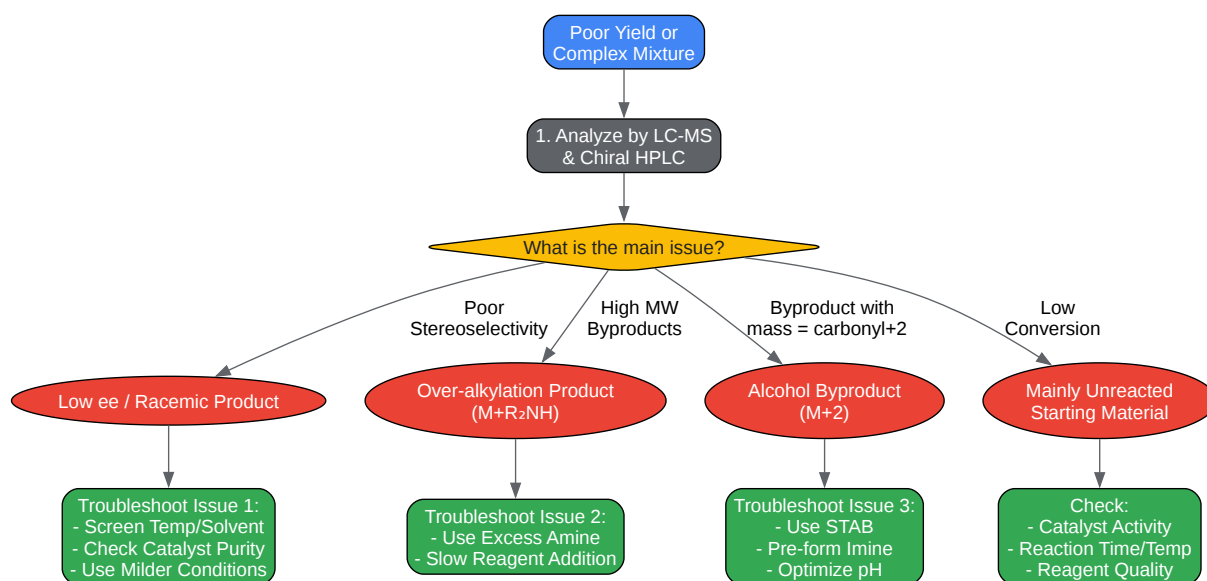 Poor Yield or
Complex Mixture
1. Analyze by LC-MS
& Chiral HPLC
What is the main issue?
Poor
Stereoselectivity
High MW
Byproducts
Byproduct with
mass = carbonyl+2
Low
Conversion
Low ee / Racemic Product
Over-alkylation Product
(M+R₂NH)
Alcohol Byproduct
(M+2)
Mainly Unreacted
Starting Material
Troubleshoot Issue 1:
- Screen Temp/Solvent
- Check Catalyst Purity
- Use Milder Conditions
Troubleshoot Issue 2:
- Use Excess Amine
- Slow Reagent Addition
Troubleshoot Issue 3:
- Use STAB
- Pre-form Imine
- Optimize pH
Check:
- Catalyst Activity
- Reaction Time/Temp
- Reagent Quality